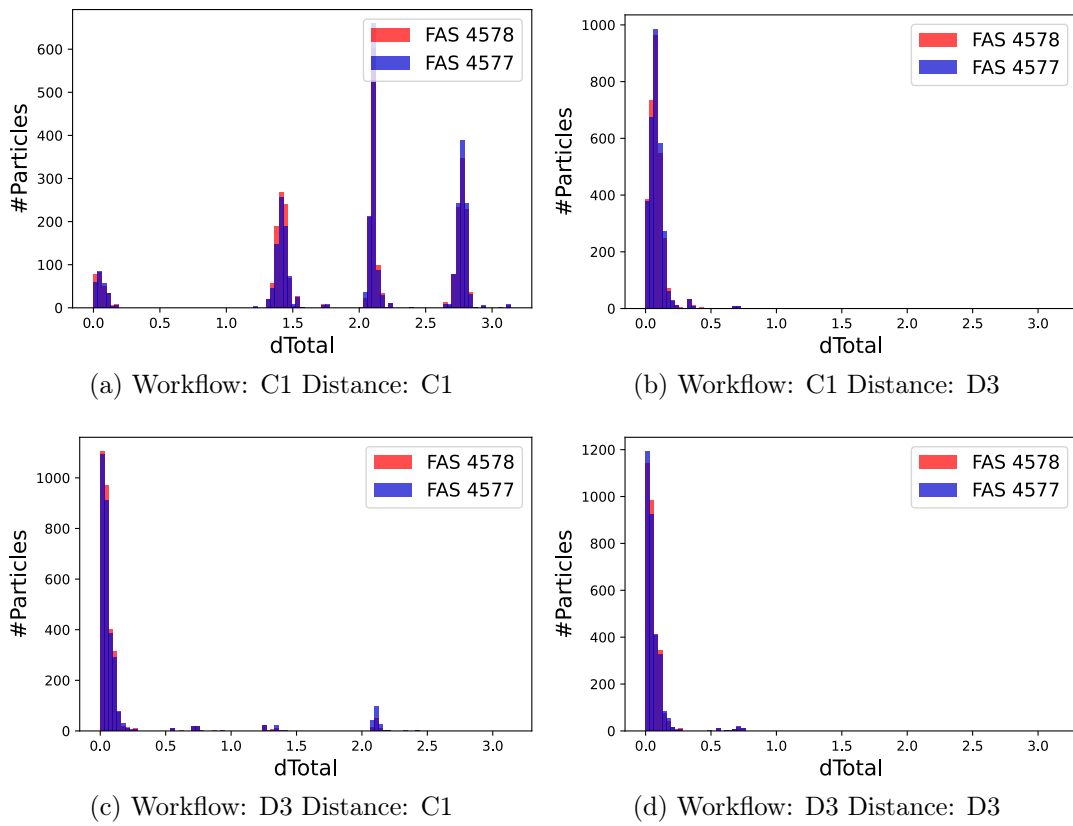 FAS 4578
FAS 4577
#Particles
600
500
400
300
200
100
0
0.0 0.5 1.0 1.5 2.0 2.5 3.0
dTotal
(a) Workflow: C1 Distance: C1
FAS 4578
FAS 4577
#Particles
1000
800
600
400
200
0
0.0 0.5 1.0 1.5 2.0 2.5 3.0
dTotal
(b) Workflow: C1 Distance: D3
FAS 4578
FAS 4577
#Particles
1000
800
600
400
200
0
0.0 0.5 1.0 1.5 2.0 2.5 3.0
dTotal
(c) Workflow: D3 Distance: C1
FAS 4578
FAS 4577
#Particles
1200
1000
800
600
400
200
0
0.0 0.5 1.0 1.5 2.0 2.5 3.0
dTotal
(d) Workflow: D3 Distance: D3